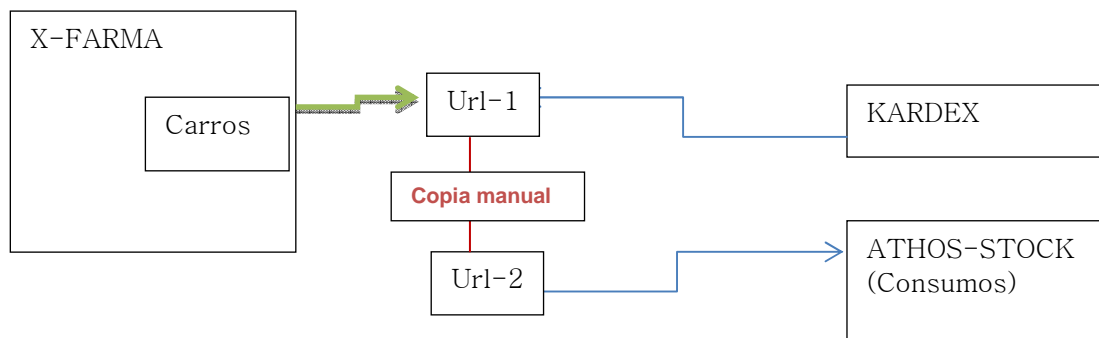 X-FARMA
Carros
Url-1
KARDEX
Copia manual
Url-2
ATHOS-STOCK
(Consumos)